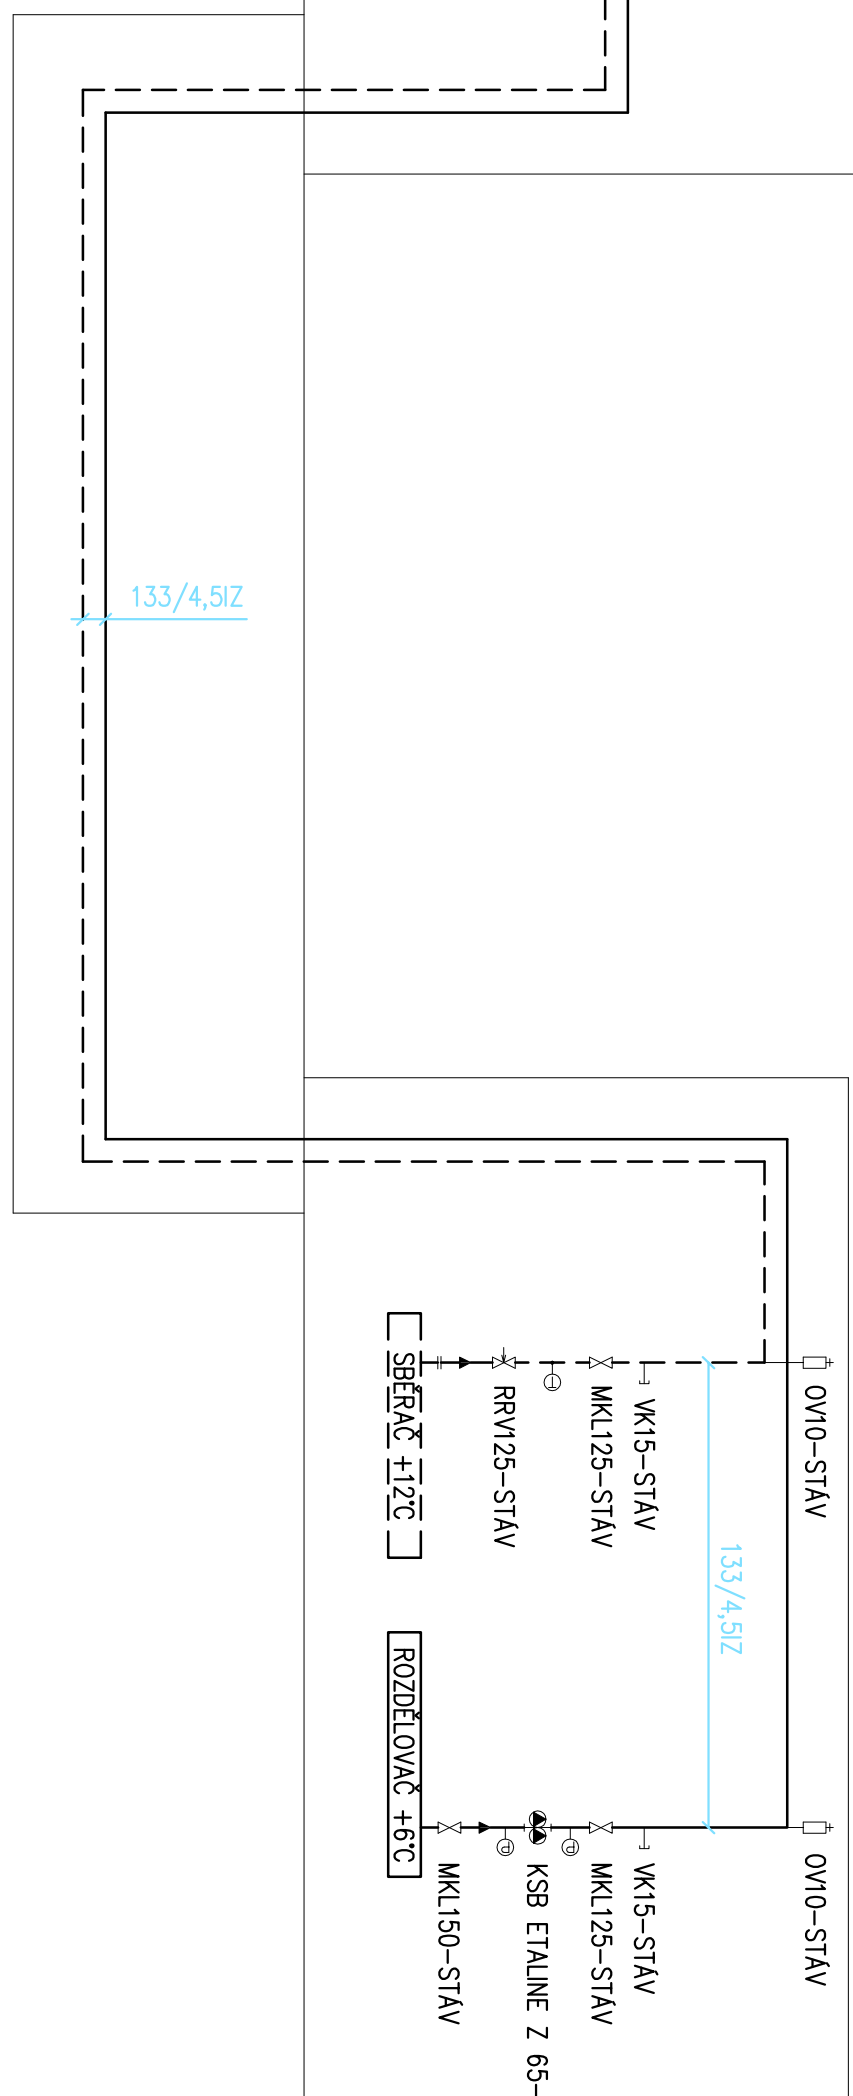 133/4,5IZ
OV10-STÁV
VK15-STÁV
MKL125-STÁV
RRV125-STÁV
SBĚRAČ +12°C
133/4,5IZ
T
OV10-STÁV
VK15-STÁV
MKL125-STÁV
KSB ETALINE Z 65-
MKL150-STÁV
ROZDĚLOVAČ +6°C
P
P